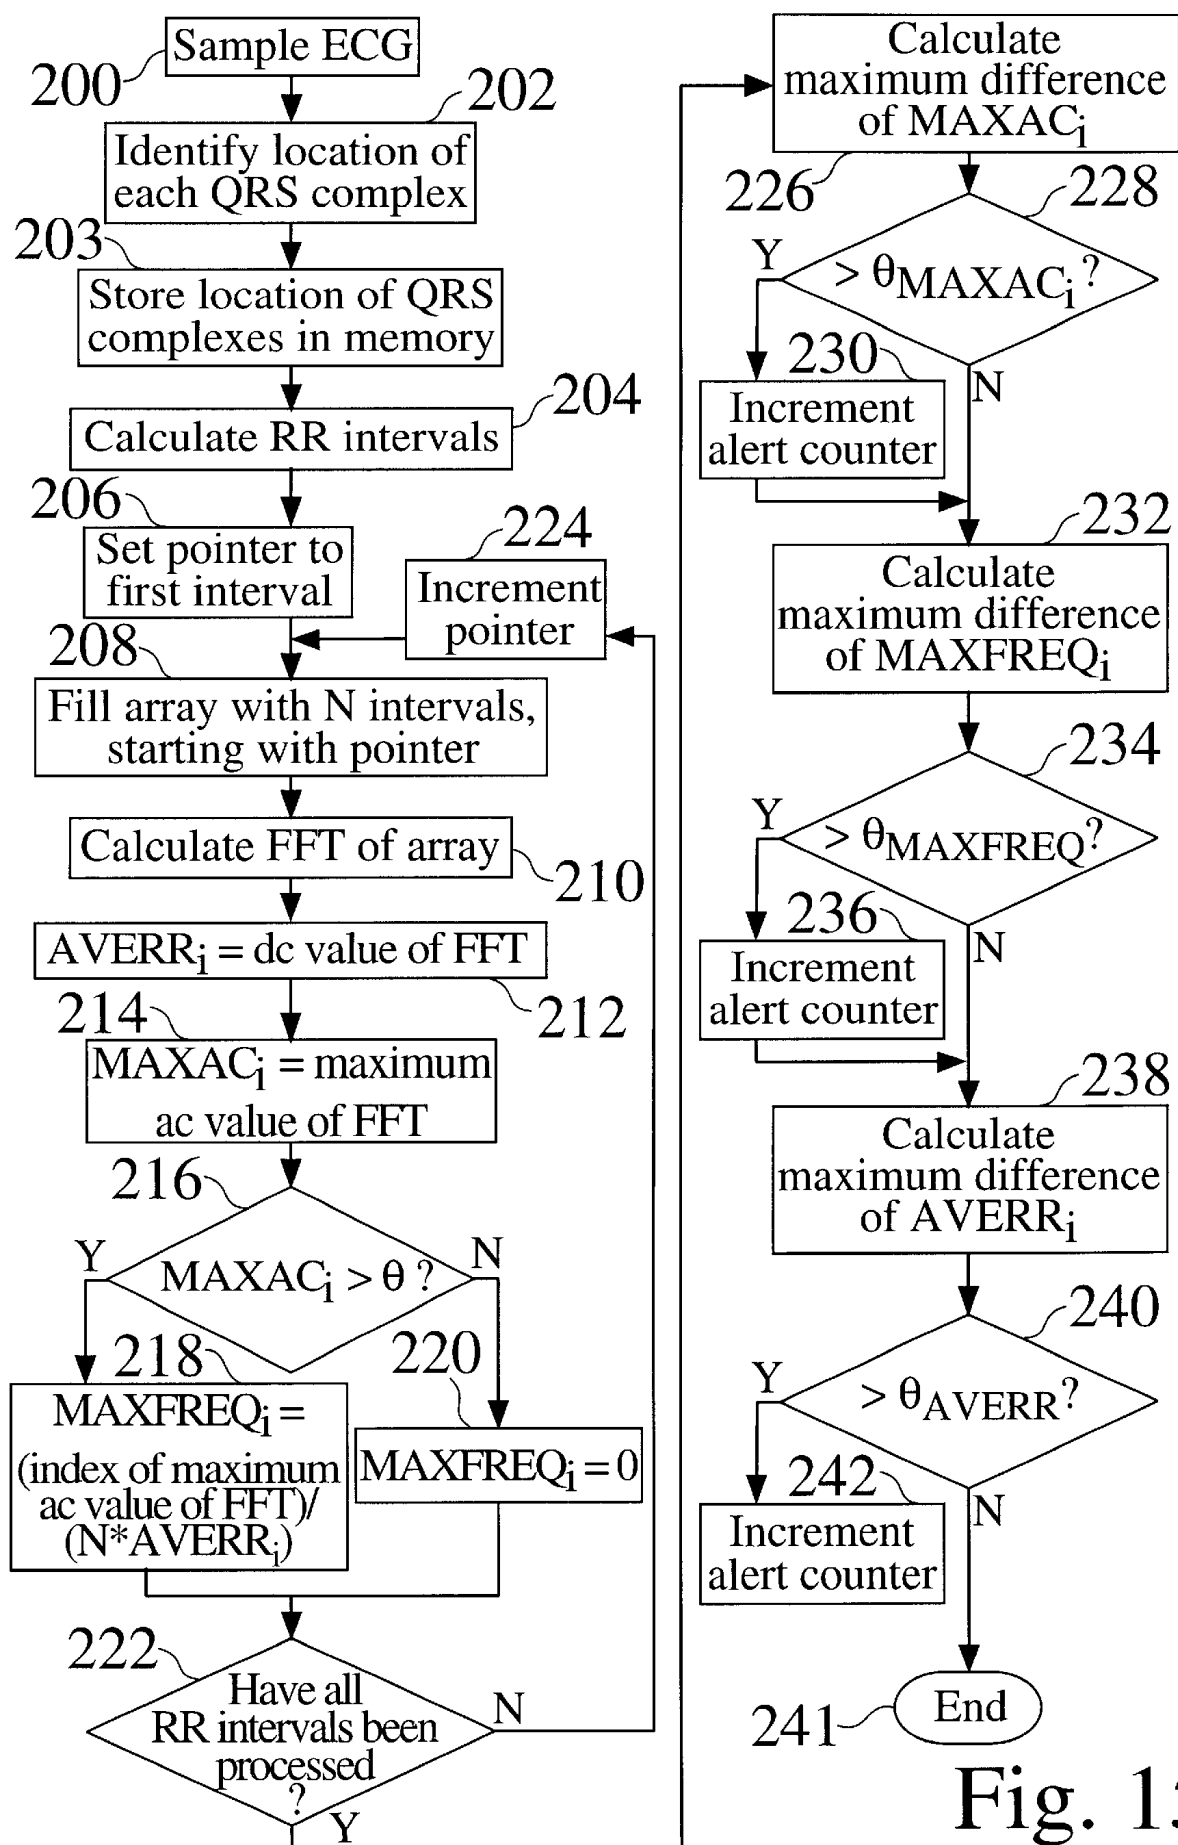 Sample ECG
200
202
Identify location of
each QRS complex
203
Store location of QRS
complexes in memory
204
Calculate RR intervals
206
Set pointer to
first interval
224
Increment
pointer
208
Fill array with N intervals,
starting with pointer
Calculate FFT of array
210
AVERRi = dc value of FFT
212
214
MAXACi = maximum
ac value of FFT
216
Y
N
MAXACi > θ ?
218
MAXFREQi =
(index of maximum
ac value of FFT)/
(N*AVERRi)
220
MAXFREQi = 0
222
Have all
RR intervals been
processed
?
N
Y
Calculate
maximum difference
of MAXACi
226
228
Y
> θMAXACi ?
N
230
Increment
alert counter
232
Calculate
maximum difference
of MAXFREQi
234
Y
> θMAXFREQ?
N
236
Increment
alert counter
238
Calculate
maximum difference
of AVERRi
240
Y
> θAVERR?
N
242
Increment
alert counter
End
241
Fig.